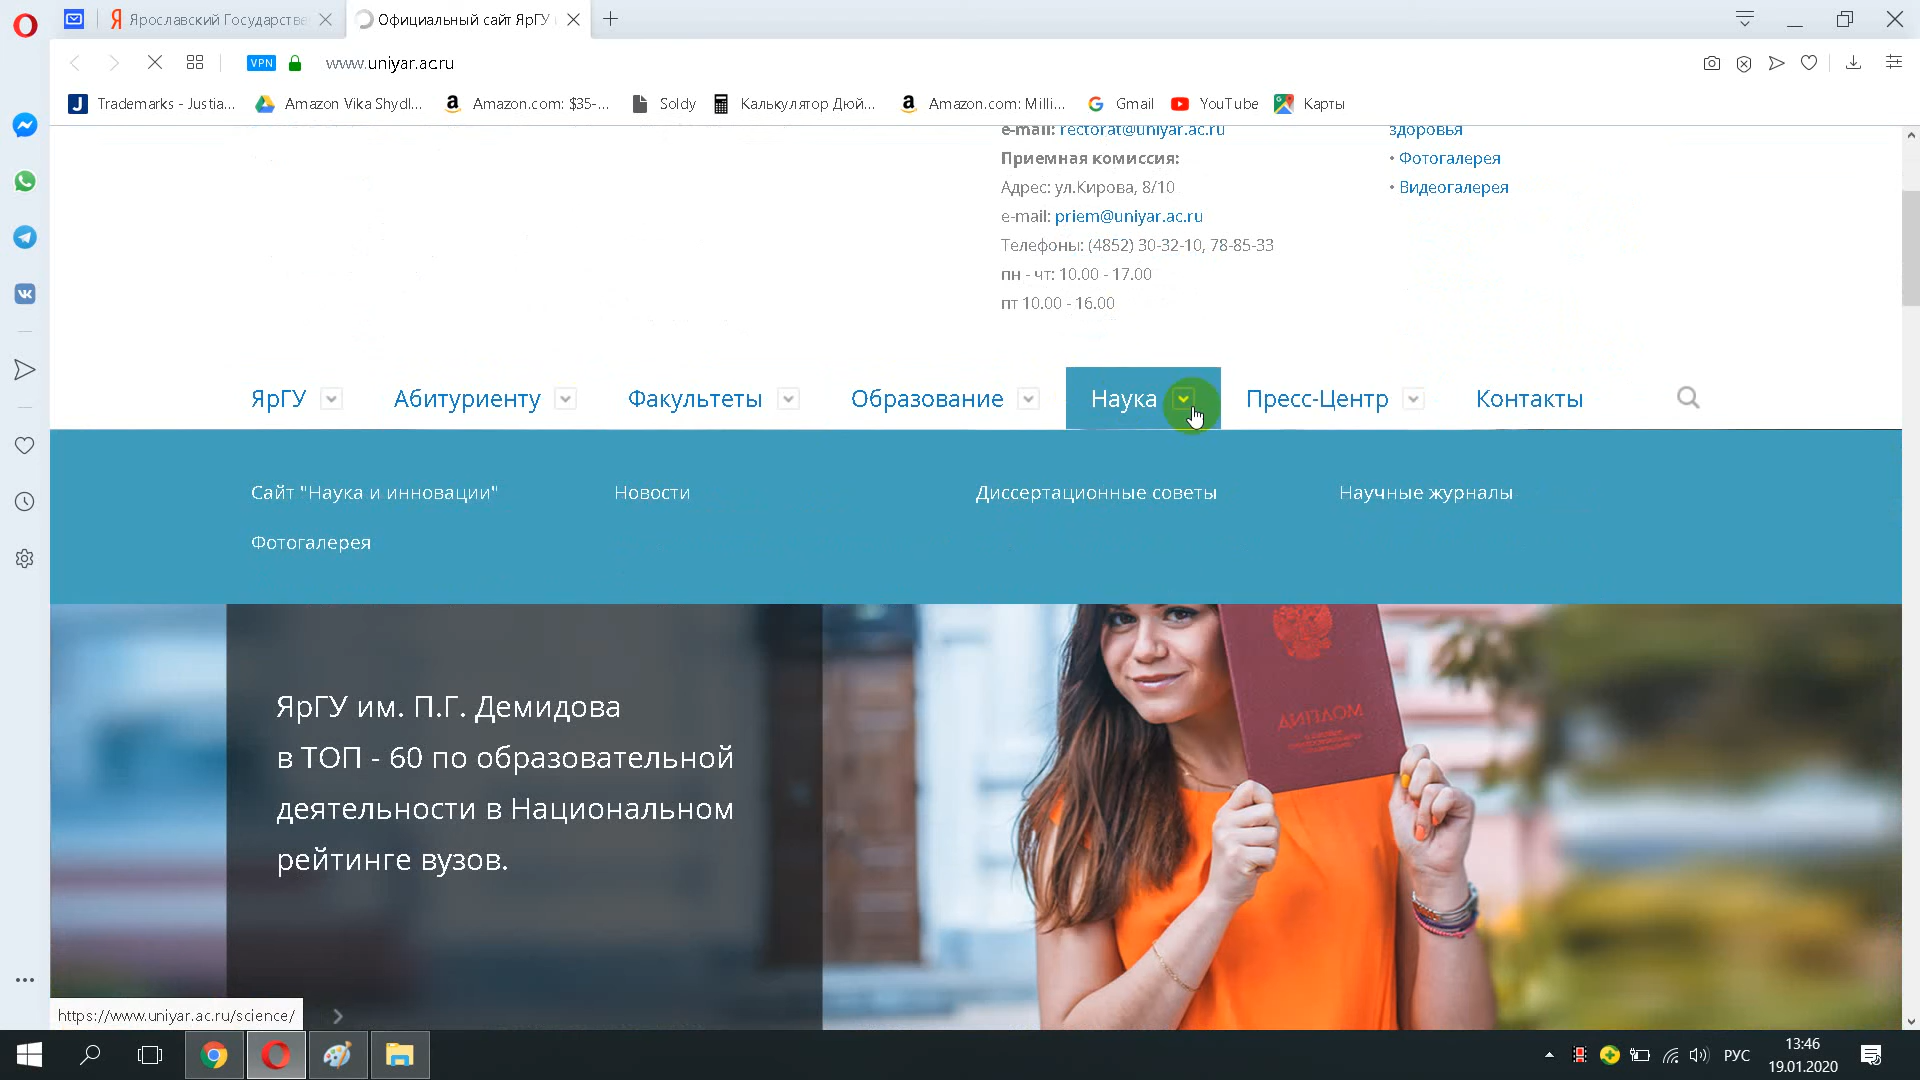 Ярославский Государстве
Официальный сайт ЯрГУ
VPN
www.uniyar.ac.ru
Trademarks - Justia...
Amazon Vika Shydl...
Amazon.com: $35-...
Soldy
Калькулятор Дюй...
Amazon.com: Milli...
Gmail
YouTube
Карты
e-mail: rectorat@uniyar.ac.ru
Приемная комиссия:
Адрес: ул.Кирова, 8/10
e-mail: priem@uniyar.ac.ru
Телефоны: (4852) 30-32-10, 78-85-33
пн - чт: 10.00 - 17.00
пт 10.00 - 16.00
здоровья
• Фотогалерея
• Видеогалерея
ЯрГУ
Абитуриенту
Факультеты
Образование
Наука
Пресс-Центр
Контакты
Сайт "Наука и инновации"
Новости
Диссертационные советы
Научные журналы
Фотогалерея
ЯрГУ им. П.Г. Демидова
в ТОП - 60 по образовательной
деятельности в Национальном
рейтинге вузов.
ДИПЛОМ
https://www.uniyar.ac.ru/science/
РУС
13:46
19.01.2020